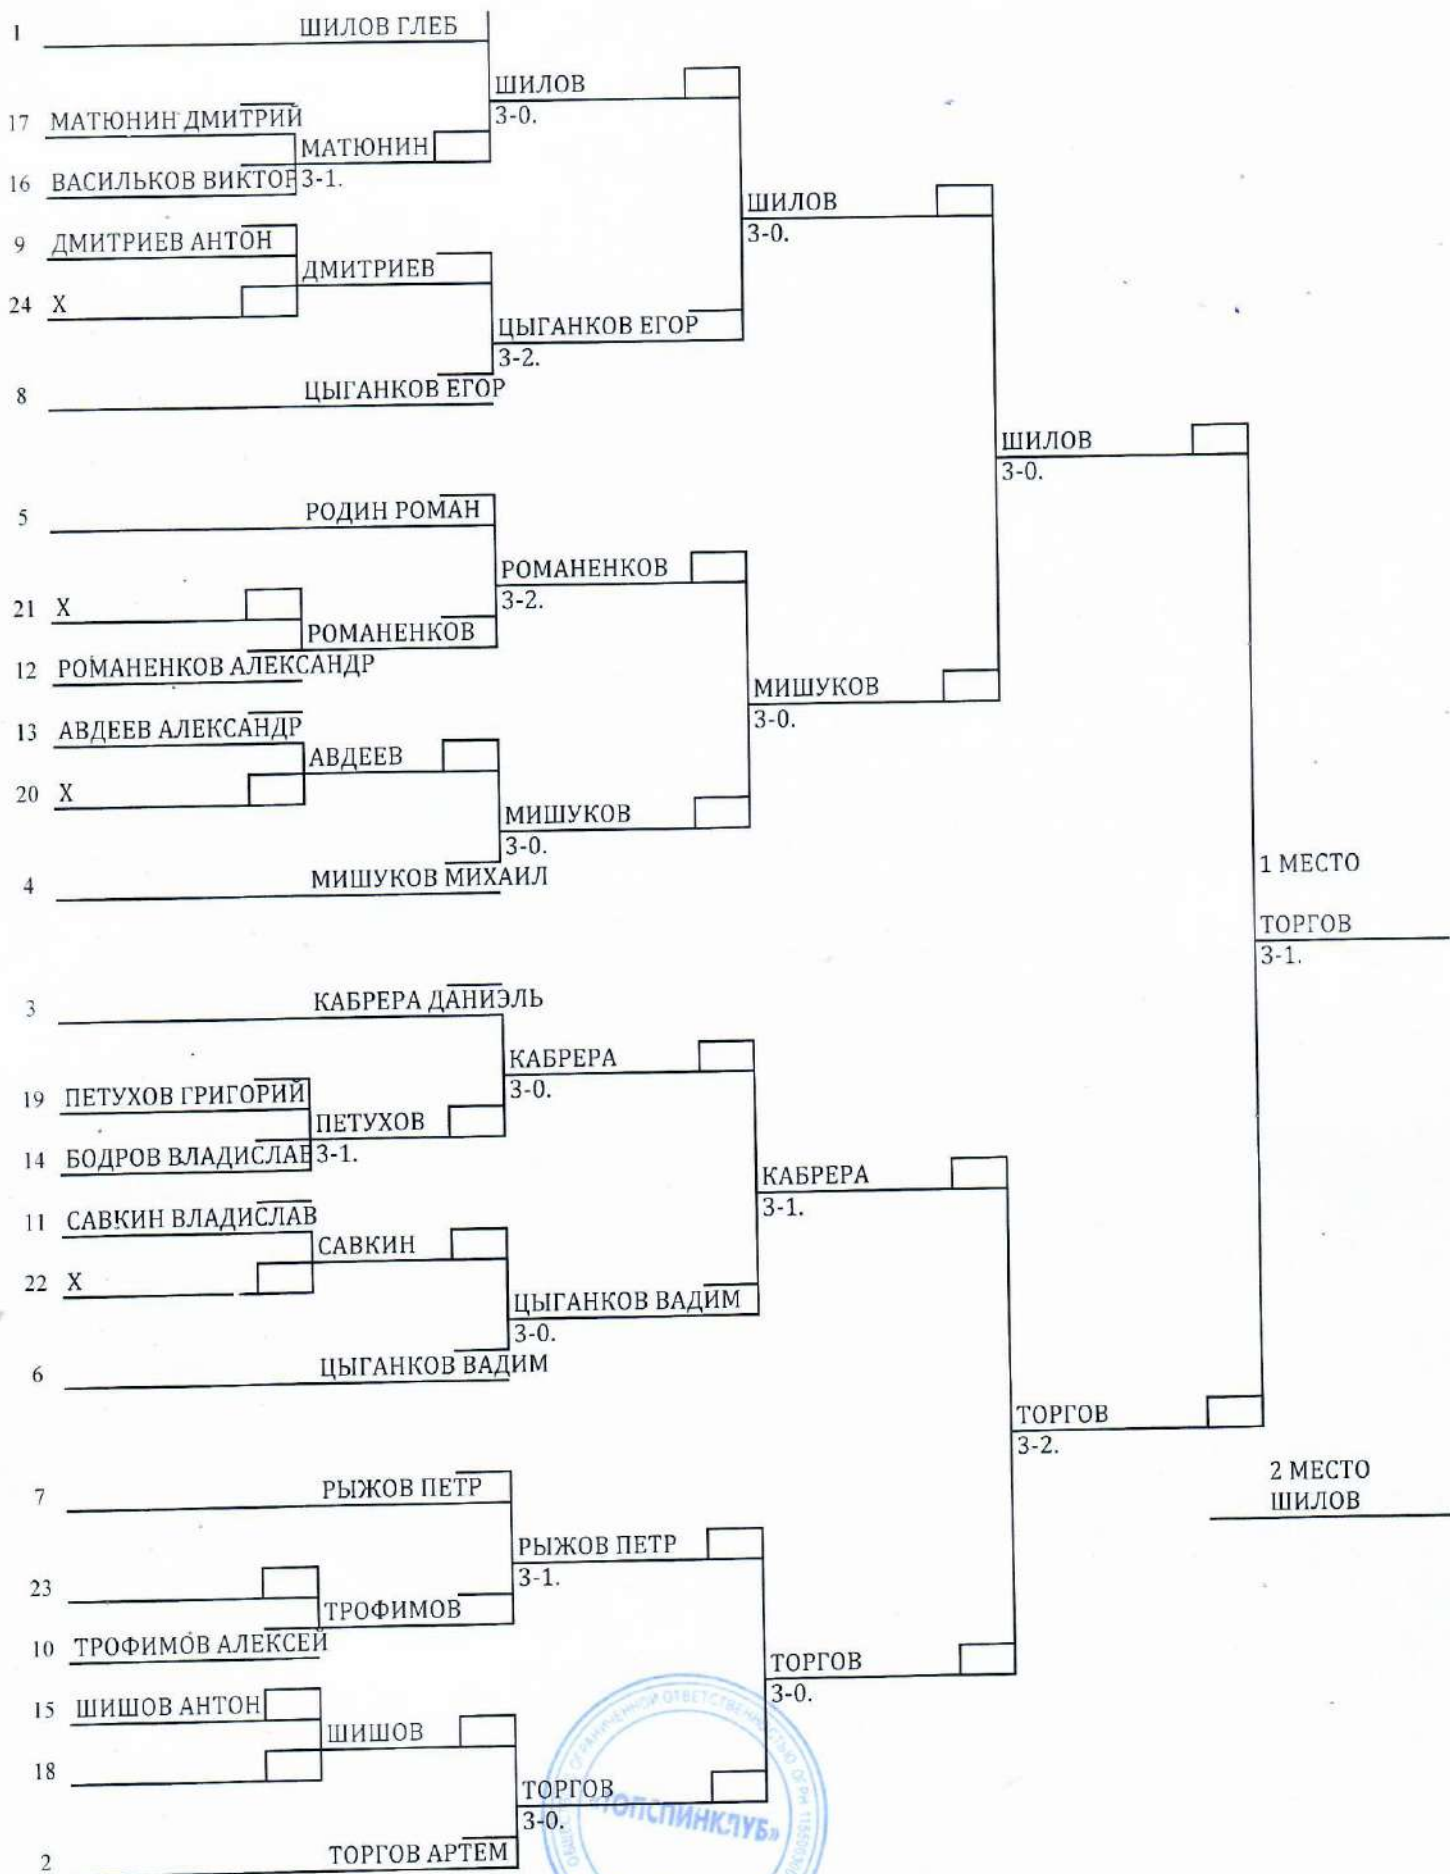 1 ШИЛОВ ГЛЕБ
ШИЛОВ
3-0.
17 МАТЮНИН ДМИТРИЙ
МАТЮНИН
16 ВАСИЛЬКОВ ВИКТОР 3-1.
ШИЛОВ
3-0.
9 ДМИТРИЕВ АНТОН
ДМИТРИЕВ
24 X
ЦЫГАНКОВ ЕГОР
3-2.
8 ЦЫГАНКОВ ЕГОР
ШИЛОВ
3-0.
5 РОДИН РОМАН
РОМАНЕНКОВ
3-2.
21 X
РОМАНЕНКОВ
12 РОМАНЕНКОВ АЛЕКСАНДР
МИШУКОВ
3-0.
13 АВДЕЕВ АЛЕКСАНДР
АВДЕЕВ
20 X
МИШУКОВ
3-0.
4 МИШУКОВ МИХАИЛ
1 МЕСТО
ТОРГОВ
3-1.
3 КАБРЕРА ДАНИЭЛЬ
КАБРЕРА
3-0.
19 ПЕТУХОВ ГРИГОРИЙ
ПЕТУХОВ
14 БОДРОВ ВЛАДИСЛАВ 3-1.
КАБРЕРА
3-1.
11 САВКИН ВЛАДИСЛАВ
САВКИН
22 X
ЦЫГАНКОВ ВАДИМ
3-0.
6 ЦЫГАНКОВ ВАДИМ
ТОРГОВ
3-2.
2 МЕСТО
ШИЛОВ
7 РЫЖОВ ПЕТР
РЫЖОВ ПЕТР
3-1.
23
ТРОФИМОВ
10 ТРОФИМОВ АЛЕКСЕЙ
ТОРГОВ
3-0.
15 ШИШОВ АНТОН
ШИШОВ
18
ТОРГОВ
3-0.
2 ТОРГОВ АРТЕМ
ОГРАНИЧЕННОЙ ОТВЕТСТВЕННОСТЬЮ ОГРН
«ТОПСПИНКЛУБ»